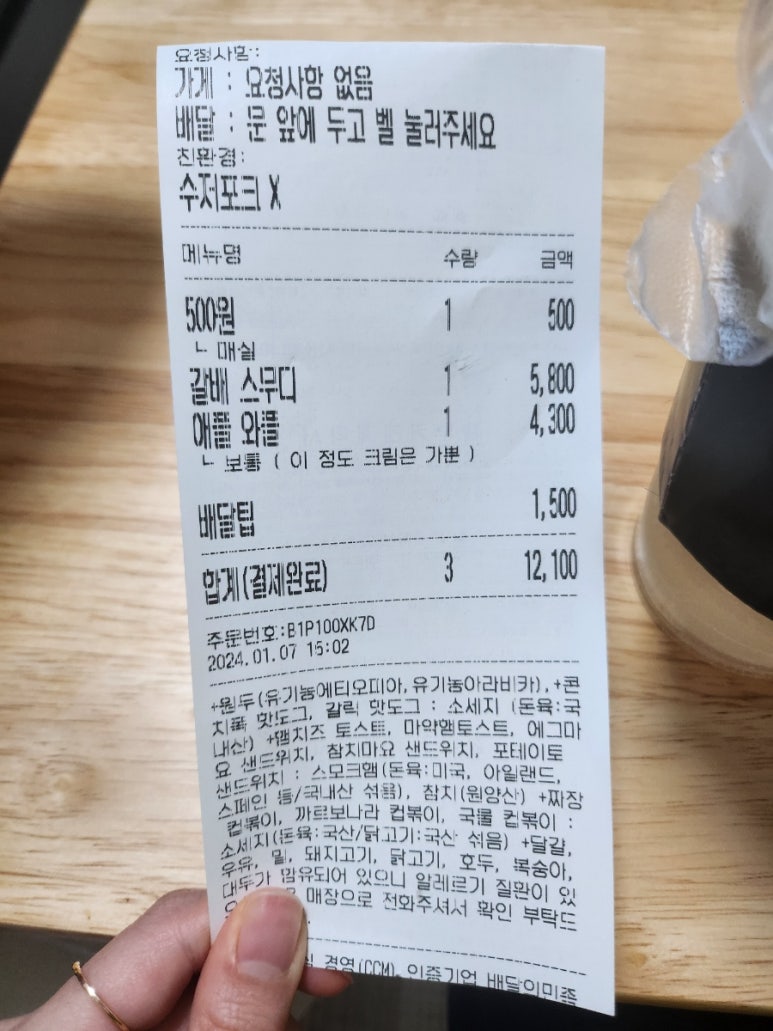 요청사항:
가게 : 요청사항 없음
배달 : 문 앞에 두고 벨 눌러주세요
친환경:
수저포크 X
메뉴명 수량 금액
500원 1 500
ㄴ 매실
갈배 스무디 1 5,800
애플 와플 1 4,300
ㄴ 보통 ( 이 정도 크림은 가뿐 )
배달팁 1,500
합계(결제완료) 3 12,100
주문번호:B1P100XK7D
2024.01.07 15:02
+원두(유기농에티오피아,유기농아라비카),+콘
치폭 핫도그, 갈릭 핫도그 : 소세지 (돈육:국
내산) +햄치즈 토스트, 마약햄토스트, 에그마
요 샌드위치, 참치마요 샌드위치, 포테이토
샌드위치 : 스모크햄(돈육:미국, 아일랜드,
스페인 등/국내산 섞음), 참치(원양산) +짜장
컵볶이, 까르보나라 컵볶이, 국물 컵볶이 :
소세지(돈육:국산/닭고기:국산 섞음) +달걀,
우유, 밀, 돼지고기, 닭고기, 호두, 복숭아,
대두가 함유되어 있으니 알레르기 질환이 있
매장으로 전화주셔서 확인 부탁드
경영(CCM) 인증기업 배달의민족